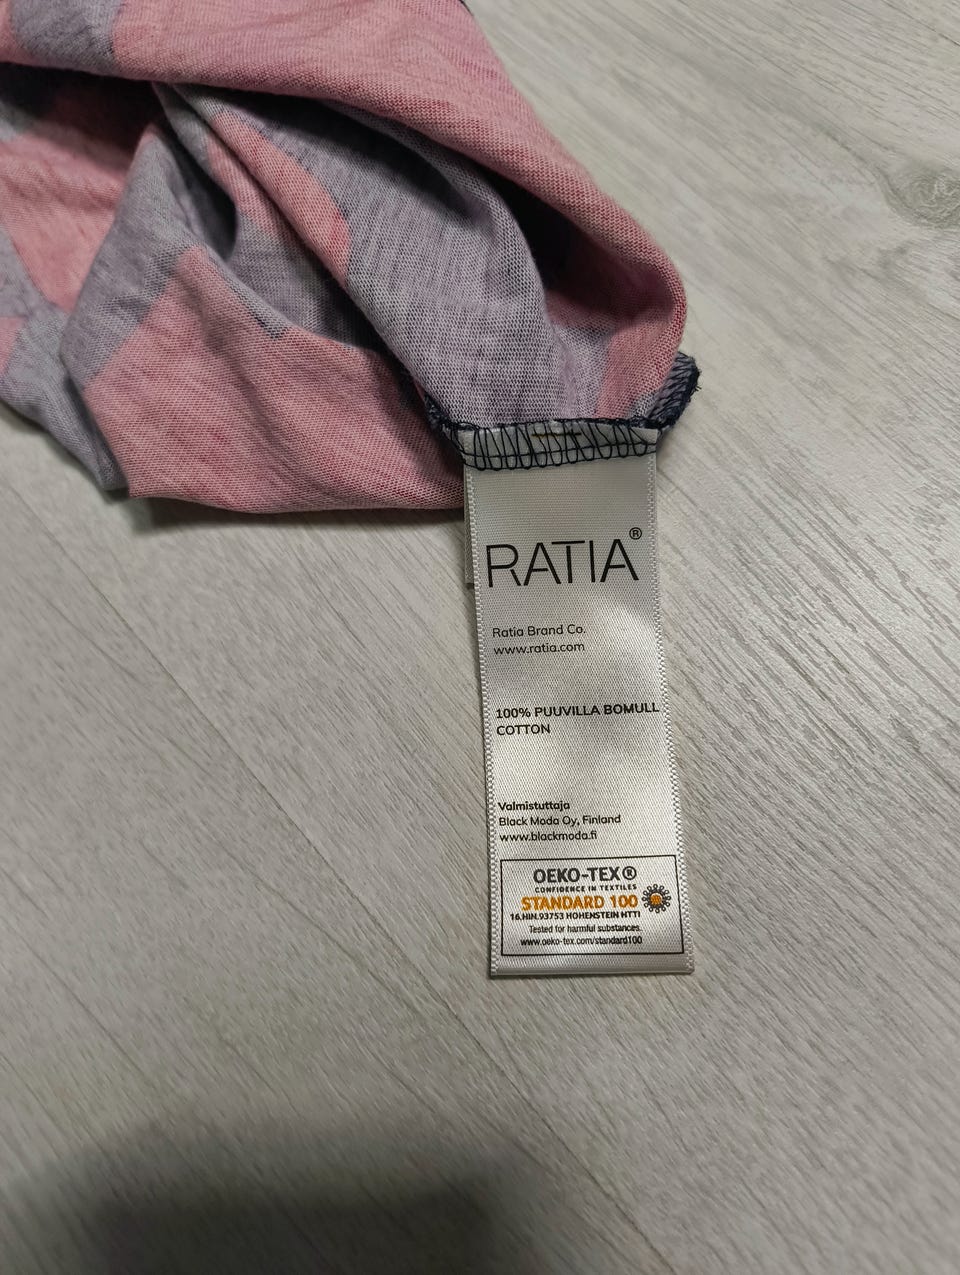 RATIA®
Ratia Brand Co.
www.ratia.com
100% PUUVILLA BOMULL
COTTON
Valmistuttaja
Black Moda Oy, Finland
www.blackmoda.fi
OEKO-TEX®
CONFIDENCE IN TEXTILES
STANDARD 100
16.HIN.93753 HOHENSTEIN HTTI
Tested for harmful substances.
www.oeko-tex.com/standard100